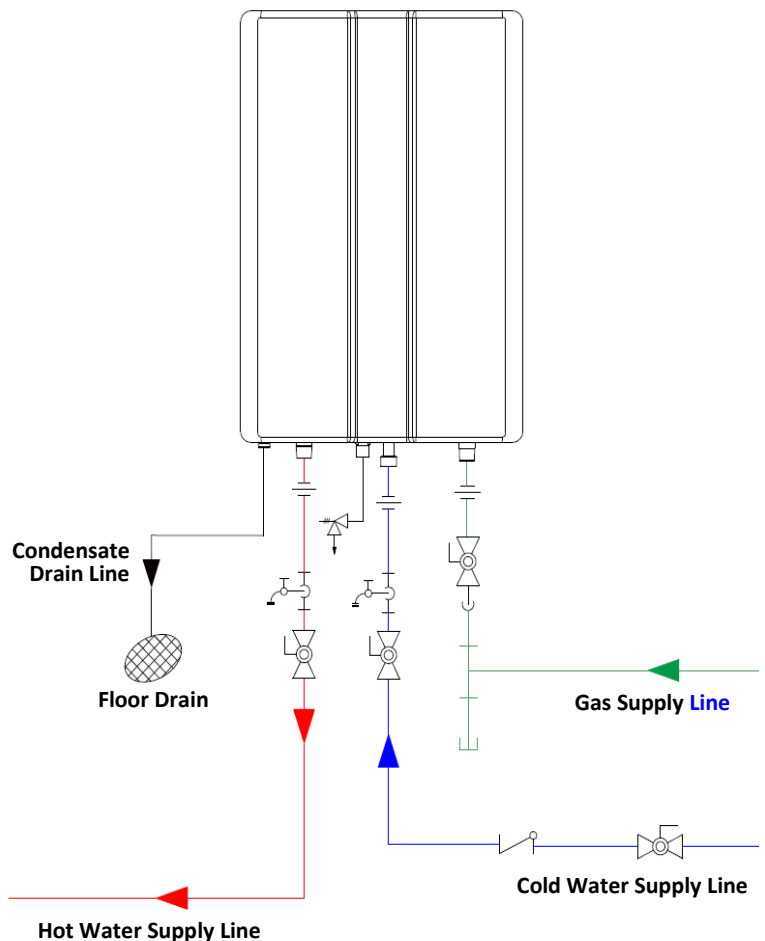 Condensate
Drain Line
Floor Drain
Gas Supply Line
Cold Water Supply Line
Hot Water Supply Line